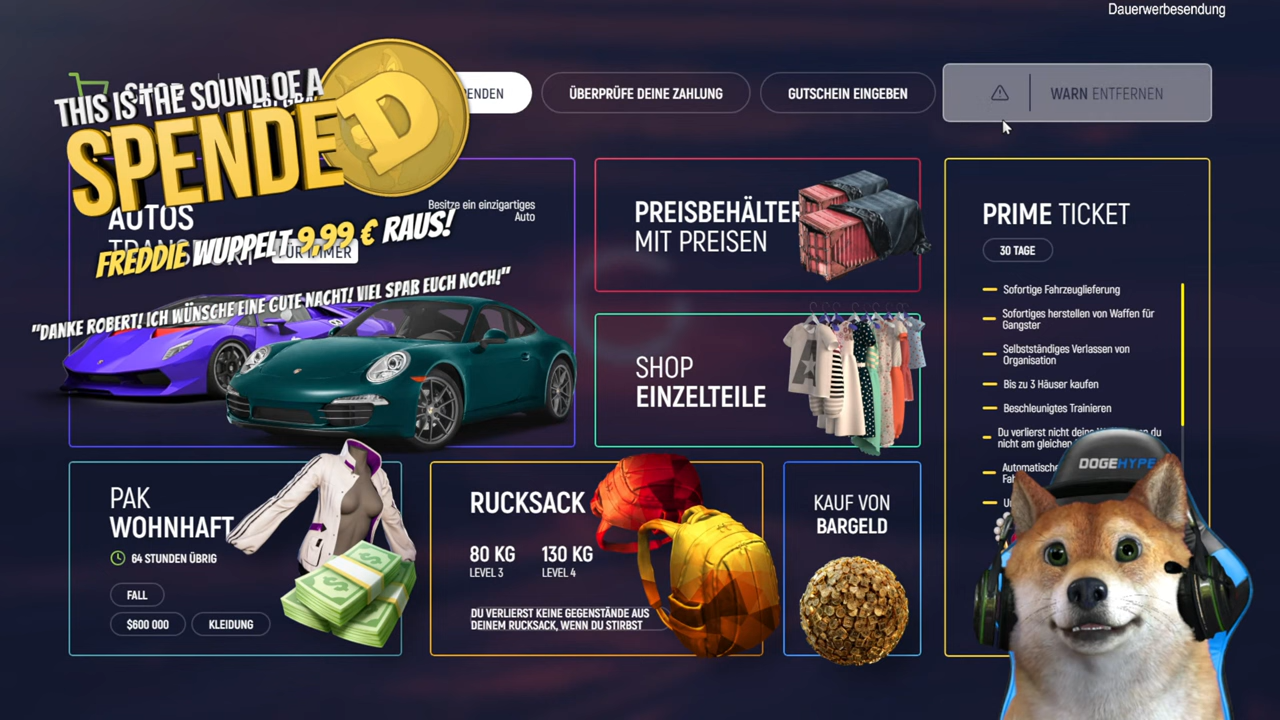 Dauerwerbesendung
SHOP
THIS IS THE SOUND OF A
SPENDE
D
ÜBERPRÜFE DEINE ZAHLUNG
GUTSCHEIN EINGEBEN
WARN ENTFERNEN
AUTOS
Besitze ein einzigartiges
Auto
FÜR IMMER
FREDDIE WUPPELT 9,99 € RAUS!
"DANKE ROBERT! ICH WÜNSCHE EINE GUTE NACHT! VIEL SPAß EUCH NOCH!"
PREISBEHÄLTER
MIT PREISEN
SHOP
EINZELTEILE
PRIME TICKET
30 TAGE
Sofortige Fahrzeuglieferung
Sofortiges herstellen von Waffen für
Gangster
Selbstständiges Verlassen von
Organisation
Bis zu 3 Häuser kaufen
Beschleunigtes Trainieren
Du verlierst nicht
nicht am gleichen
PAK
WOHNHAFT
64 STUNDEN ÜBRIG
FALL
$600 000
KLEIDUNG
RUCKSACK
80 KG
130 KG
LEVEL 3
LEVEL 4
DU VERLIERST KEINE GEGENSTÄNDE AUS
DEINEM RUCKSACK, WENN DU STIRBST
KAUF VON
BARGELD
DOGEHYPE